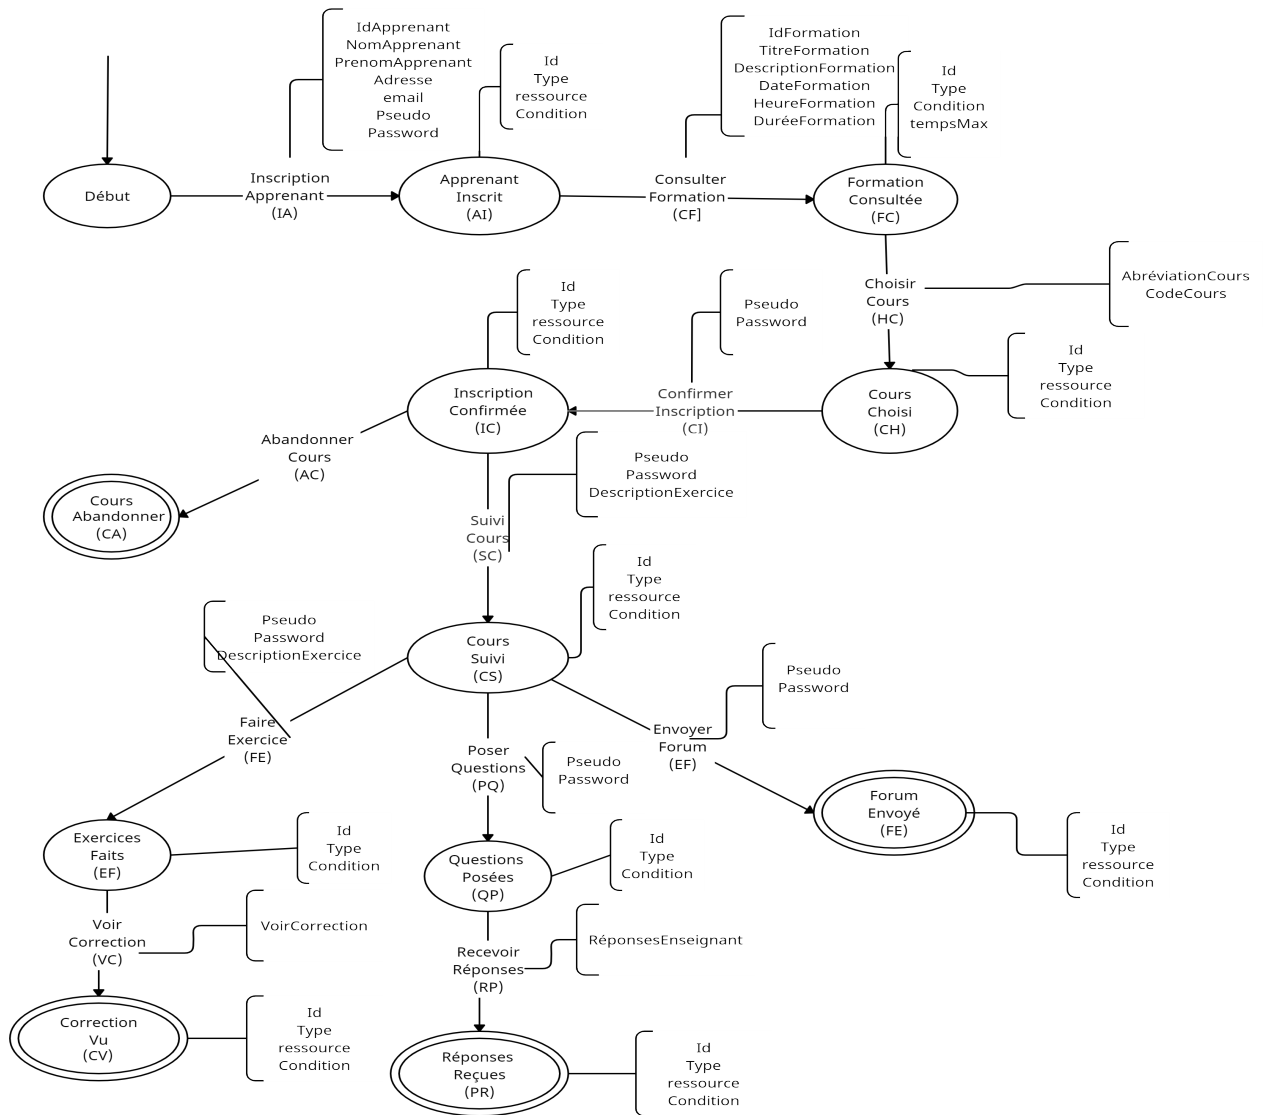 IdApprenant
NomApprenant
PrenomApprenant
Adresse
email
Pseudo
Password
Id
Type
ressource
Condition
IdFormation
TitreFormation
DescriptionFormation
DateFormation
HeureFormation
DuréeFormation
Id
Type
Condition
tempsMax
Début
Inscription
Apprenant
(IA)
Apprenant
Inscrit
(AI)
Consulter
Formation
(CF]
Formation
Consultée
(FC)
Choisir
Cours
(HC)
AbréviationCours
CodeCours
Id
Type
ressource
Condition
Pseudo
Password
Id
Type
ressource
Condition
Inscription
Confirmée
(IC)
Confirmer
Inscription
(CI)
Cours
Choisi
(CH)
Abandonner
Cours
(AC)
Pseudo
Password
DescriptionExercice
Cours
Abandonner
(CA)
Suivi
Cours
(SC)
Id
Type
ressource
Condition
Pseudo
Password
DescriptionExercice
Cours
Suivi
(CS)
Pseudo
Password
Faire
Exercice
(FE)
Poser
Questions
(PQ)
Pseudo
Password
Envoyer
Forum
(EF)
Forum
Envoyé
(FE)
Id
Type
ressource
Condition
Exercices
Faits
(EF)
Id
Type
Condition
Questions
Posées
(QP)
Id
Type
Condition
Voir
Correction
(VC)
VoirCorrection
Recevoir
Réponses
(RP)
RéponsesEnseignant
Correction
Vu
(CV)
Id
Type
ressource
Condition
Réponses
Reçues
(PR)
Id
Type
ressource
Condition